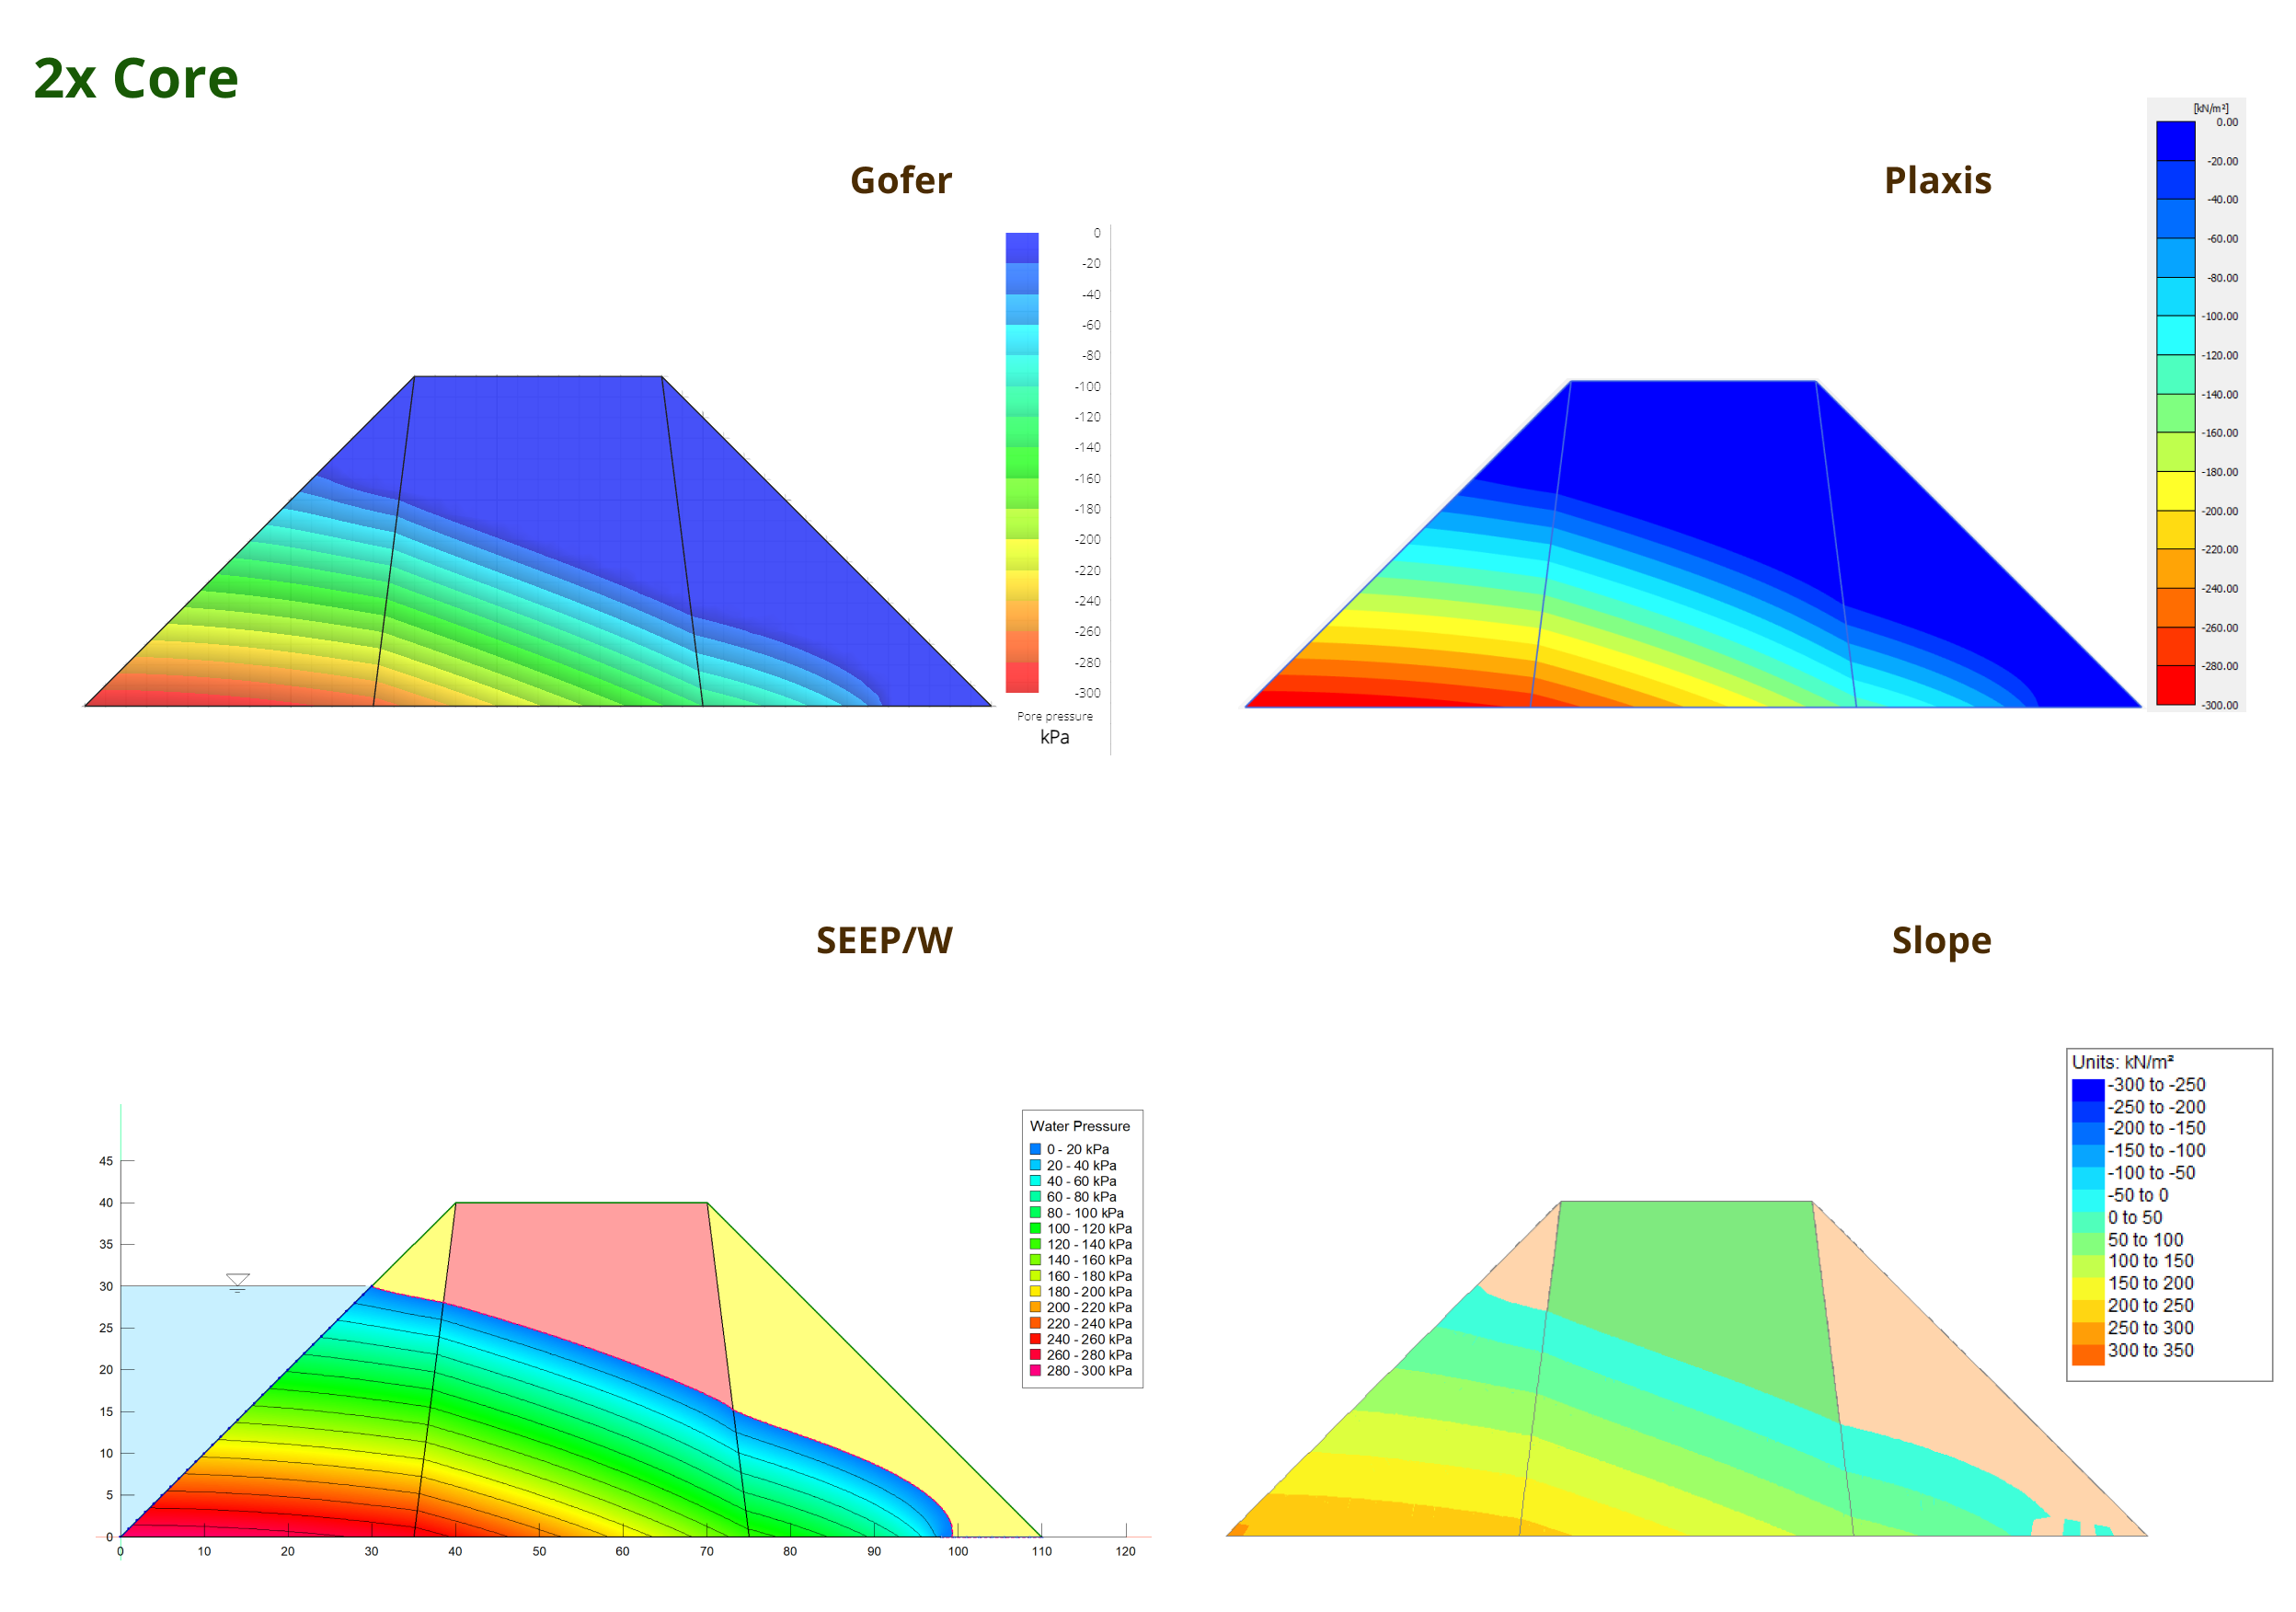 2x Core
Gofer
0
-20
-40
-60
-80
-100
-120
-140
-160
-180
-200
-220
-240
-260
-280
-300
Pore pressure
kPa
Plaxis
[kN/m²]
0.00
-20.00
-40.00
-60.00
-80.00
-100.00
-120.00
-140.00
-160.00
-180.00
-200.00
-220.00
-240.00
-260.00
-280.00
-300.00
SEEP/W
45
40
35
30
25
20
15
10
5
0
0 10 20 30 40 50 60 70 80 90 100 110 120
Water Pressure
0 - 20 kPa
20 - 40 kPa
40 - 60 kPa
60 - 80 kPa
80 - 100 kPa
100 - 120 kPa
120 - 140 kPa
140 - 160 kPa
160 - 180 kPa
180 - 200 kPa
200 - 220 kPa
220 - 240 kPa
240 - 260 kPa
260 - 280 kPa
280 - 300 kPa
Slope
Units: kN/m²
-300 to -250
-250 to -200
-200 to -150
-150 to -100
-100 to -50
-50 to 0
0 to 50
50 to 100
100 to 150
150 to 200
200 to 250
250 to 300
300 to 350